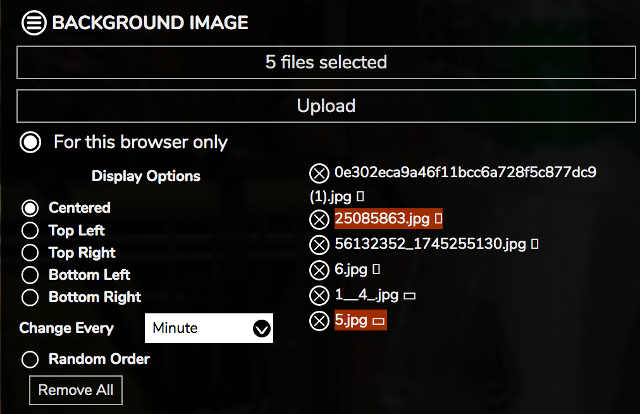 BACKGROUND IMAGE
5 files selected
Upload
For this browser only
Display Options
Centered
Top Left
Top Right
Bottom Left
Bottom Right
Change Every Minute
Random Order
Remove All
0e302eca9a46f11bcc6a728f5c877dc9
(1).jpg
25085863.jpg
56132352_1745255130.jpg
6.jpg
1__4_.jpg
5.jpg